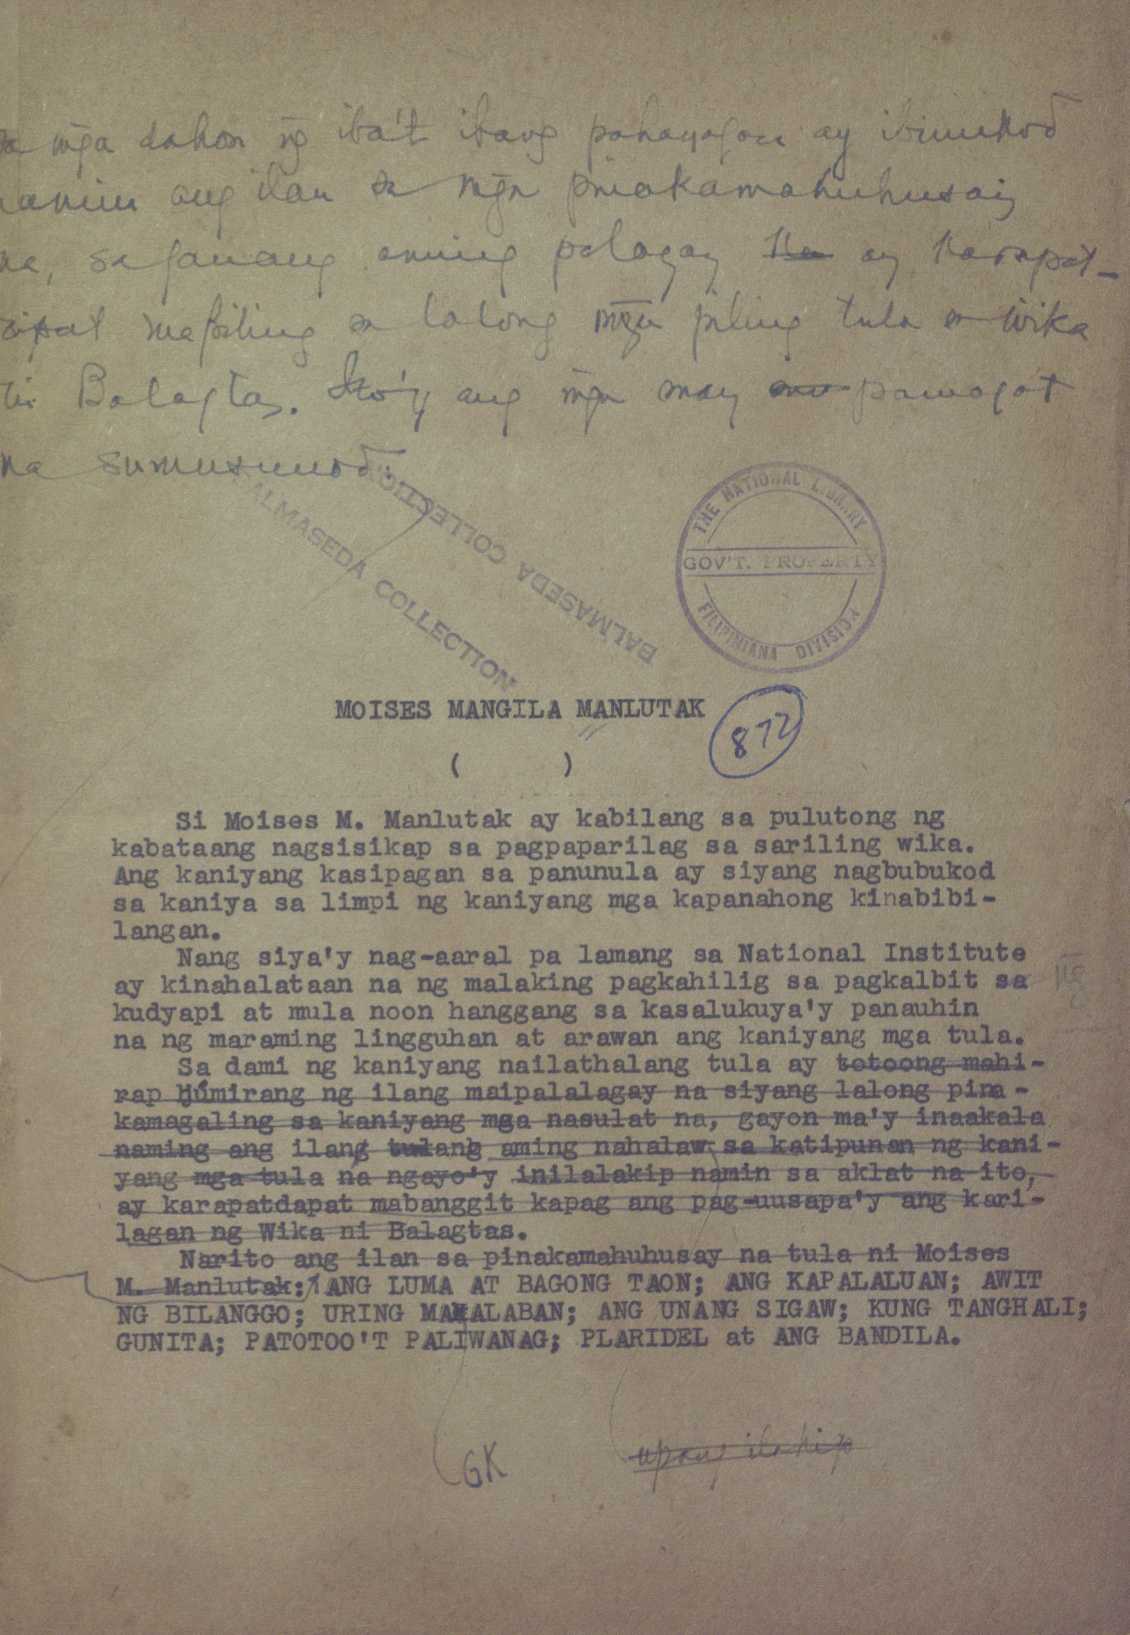 sa mga dahon ng iba't ibang pahayagan ay ibinukod
namin ang ilan sa mga pinakamahuhusay
na, sa ganang aming palagay ay karapat-
dapat mapiling sa lalong mga piling tula sa Wika
ni Balagtas. Ito'y ang mga may pamagat
na sumusunod:
BALMASEDA COLLECTION
BALMASEDA COLLECTION
THE NATIONAL LIBRARY
GOV'T. PROPERTY
FILIPINIANA DIVISION
MOISES MANGILA MANLUTAK
872
( )
Si Moises M. Manlutak ay kabilang sa pulutong ng
kabataang nagsisikap sa pagpaparilag sa sariling wika.
Ang kaniyang kasipagan sa panunula ay siyang nagbubukod
sa kaniya sa limpi ng kaniyang mga kapanahong kinabibi-
langan.
Nang siya'y nag-aaral pa lamang sa National Institute
ay kinahalataan na ng malaking pagkahilig sa pagkalbit sa ng
kudyapi at mula noon hanggang sa kasalukuya'y panauhin
na ng maraming lingguhan at arawan ang kaniyang mga tula.
Sa dami ng kaniyang nailathalang tula ay totoong mahi-
rap humirang ng ilang maipalalagay na siyang lalong pina-
kamagaling sa kaniyang mga nasulat na, gayon ma'y inaakala
naming ang ilang tulang aming nahalaw sa katipunan ng kani-
yang mga tula na ngayo'y inilalakip namin sa aklat na ito,
ay karapatdapat mabanggit kapag ang pag-uusapa'y ang kari-
lagan ng Wika ni Balagtas.
Narito ang ilan sa pinakamahuhusay na tula ni Moises
M. Manlutak: ANG LUMA AT BAGONG TAON; ANG KAPALALUAN; AWIT
NG BILANGGO; URING MAKALABAN; ANG UNANG SIGAW; KUNG TANGHALI;
GUNITA; PATOTOO'T PALIWANAG; PLARIDEL at ANG BANDILA.
GK
upang ilahip